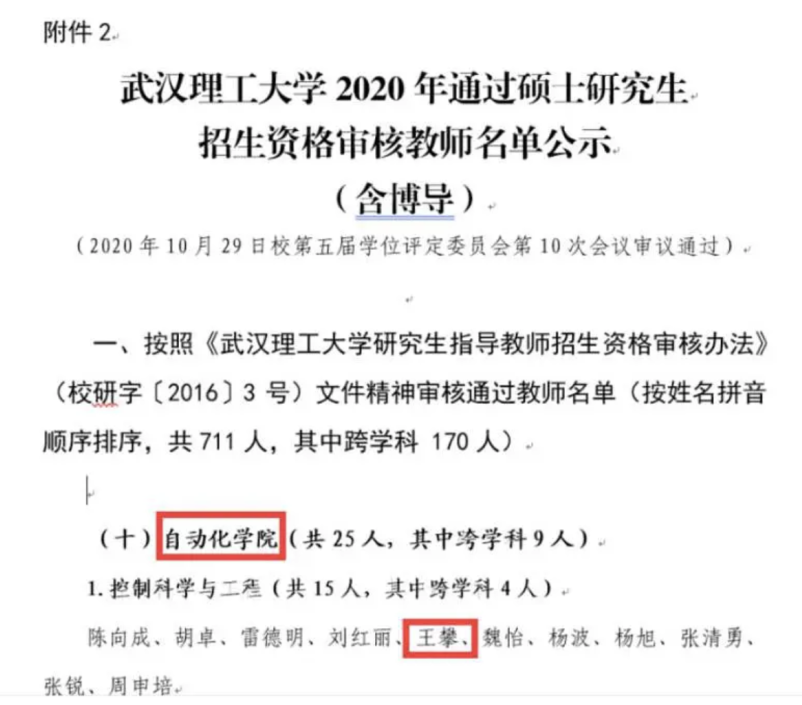 附件 2
武汉理工大学 2020 年通过硕士研究生
招生资格审核教师名单公示
（含博导）
（2020 年 10 月 29 日校第五届学位评定委员会第 10 次会议审议通过）
一、按照《武汉理工大学研究生指导教师招生资格审核办法》
（校研字〔2016〕3 号）文件精神审核通过教师名单（按姓名拼音
顺序排序，共 711 人，其中跨学科 170 人）
（十）自动化学院（共 25 人，其中跨学科 9 人）
1. 控制科学与工程（共 15 人，其中跨学科 4 人）
陈向成、胡卓、雷德明、刘红丽、王攀、魏怡、杨波、杨旭、张清勇、
张锐、周申培